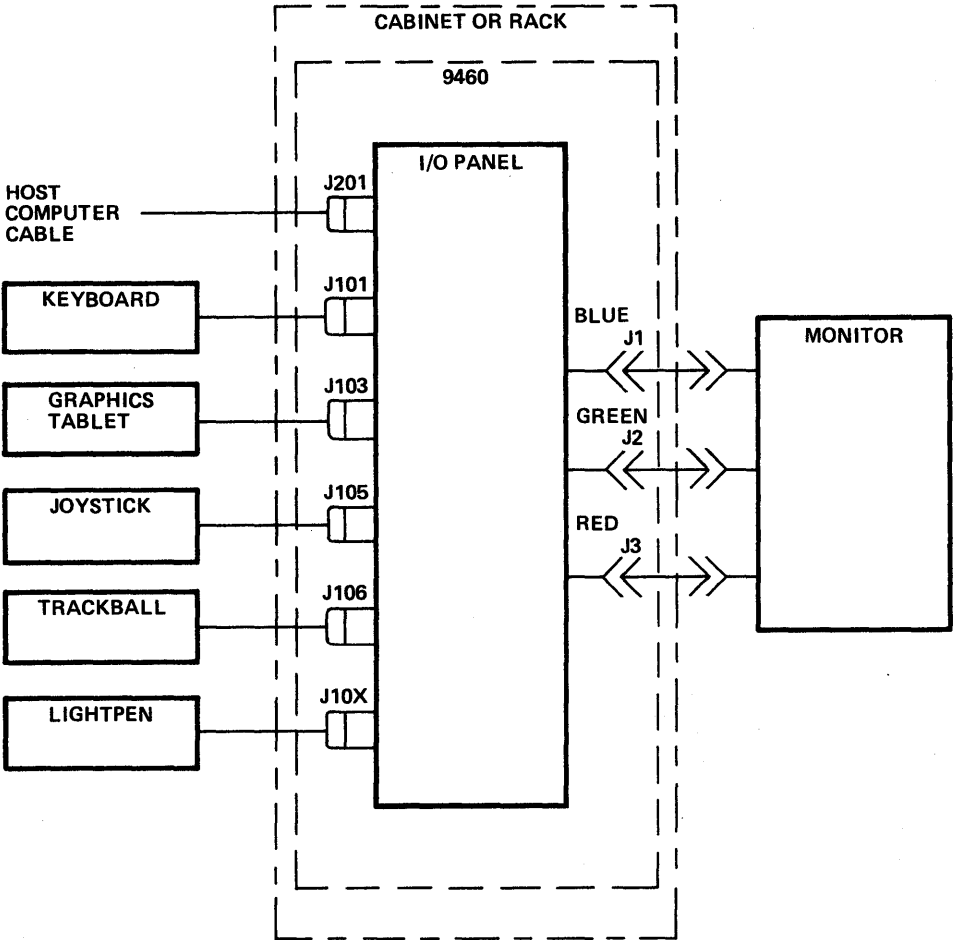 CABINET OR RACK
9460
I/O PANEL
J201
HOST
COMPUTER
CABLE
J101
KEYBOARD
J103
GRAPHICS
TABLET
J105
JOYSTICK
J106
TRACKBALL
J10X
LIGHTPEN
BLUE
J1
GREEN
J2
RED
J3
MONITOR